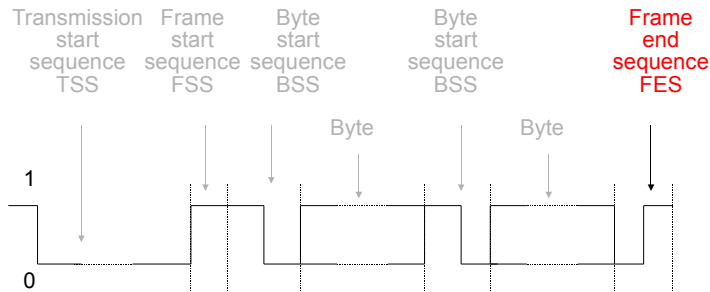 Transmission
start
sequence
TSS
Frame
start
sequence
FSS
Byte
start
sequence
BSS
Byte
start
sequence
BSS
Frame
end
sequence
FES
Byte
Byte
1
0